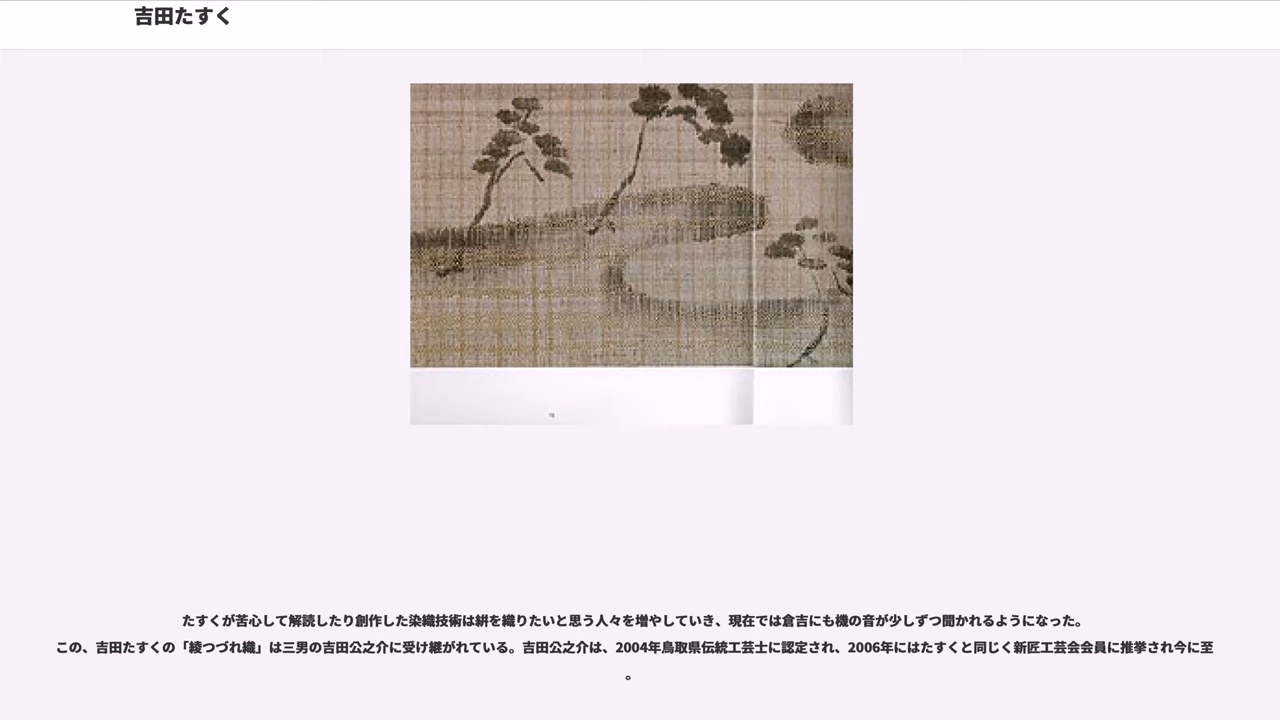 吉田たすく
たすくが苦心して解読したり創作した染織技術は絣を織りたいと思う人々を増やしていき、現在では倉吉にも機の音が少しずつ聞かれるようになった。
この、吉田たすくの「綾つづれ織」は三男の吉田公之介に受け継がれている。吉田公之介は、2004年鳥取県伝統工芸士に認定され、2006年にはたすくと同じく新匠工芸会会員に推挙され今に至
。